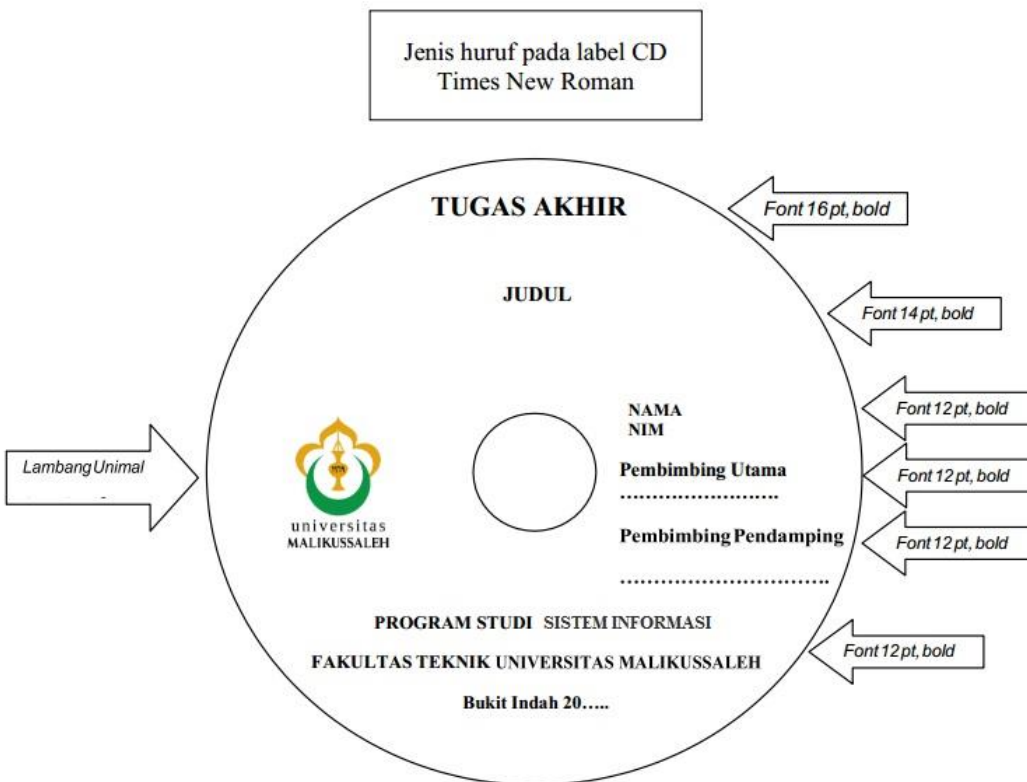 Jenis huruf pada label CD
Times New Roman
TUGAS AKHIR
Font 16 pt, bold
JUDUL
Font 14 pt, bold
NAMA
NIM
Font 12 pt, bold
Lambang Unimal
-
universitas
MALIKUSSALEH
Pembimbing Utama
……………………….
Font 12 pt, bold
Pembimbing Pendamping
…………………………..
Font 12 pt, bold
PROGRAM STUDI SISTEM INFORMASI
Font 12 pt, bold
FAKULTAS TEKNIK UNIVERSITAS MALIKUSSALEH
Bukit Indah 20…..